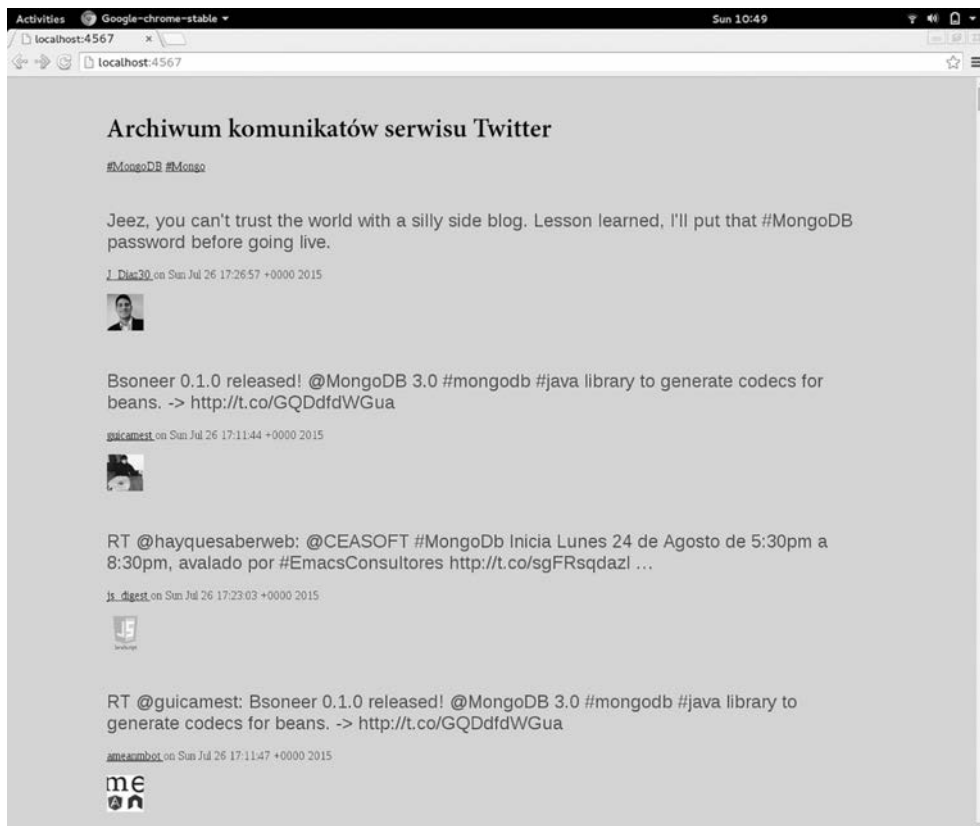 Activities Google-chrome-stable Sun 10:49
localhost:4567 ×
localhost:4567
Archiwum komunikatów serwisu Twitter
#MongoDB #Mongo
Jeez, you can't trust the world with a silly side blog. Lesson learned, I'll put that #MongoDB
password before going live.
J_Diaz30 on Sun Jul 26 17:26:57 +0000 2015
Bsoneer 0.1.0 released! @MongoDB 3.0 #mongodb #java library to generate codecs for
beans. -> http://t.co/GQDdfdWGua
guicamest on Sun Jul 26 17:11:44 +0000 2015
RT @hayquesaberweb: @CEASOFT #MongoDb Inicia Lunes 24 de Agosto de 5:30pm a
8:30pm, avalado por #EmacsConsultores http://t.co/sgFRsqdazl …
js_digest on Sun Jul 26 17:23:03 +0000 2015
JS
JavaScript
RT @guicamest: Bsoneer 0.1.0 released! @MongoDB 3.0 #mongodb #java library to
generate codecs for beans. -> http://t.co/GQDdfdWGua
ameanmbot on Sun Jul 26 17:11:47 +0000 2015
me